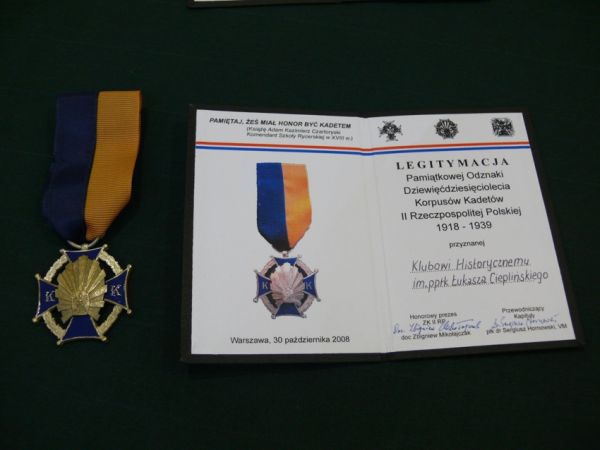 K K
PAMIĘTAJ, ŻEŚ MIAŁ HONOR BYĆ KADETEM
(Książę Adam Kazimierz Czartoryski
Komendant Szkoły Rycerskiej w XVIII w.)
K K
Warszawa, 30 października 2008
LEGITYMACJA
Pamiątkowej Odznaki
Dziewięćdziesięciolecia
Korpusów Kadetów
II Rzeczpospolitej Polskiej
1918 - 1939
przyznanej
Klubowi Historycznemu
im. ppłk. Łukasza Cieplińskiego
Honorowy prezes
ZK II RP
doc Zbigniew Mikołajczak
Przewodniczący
Kapituły
płk dr Sergiusz Hornowski, VM